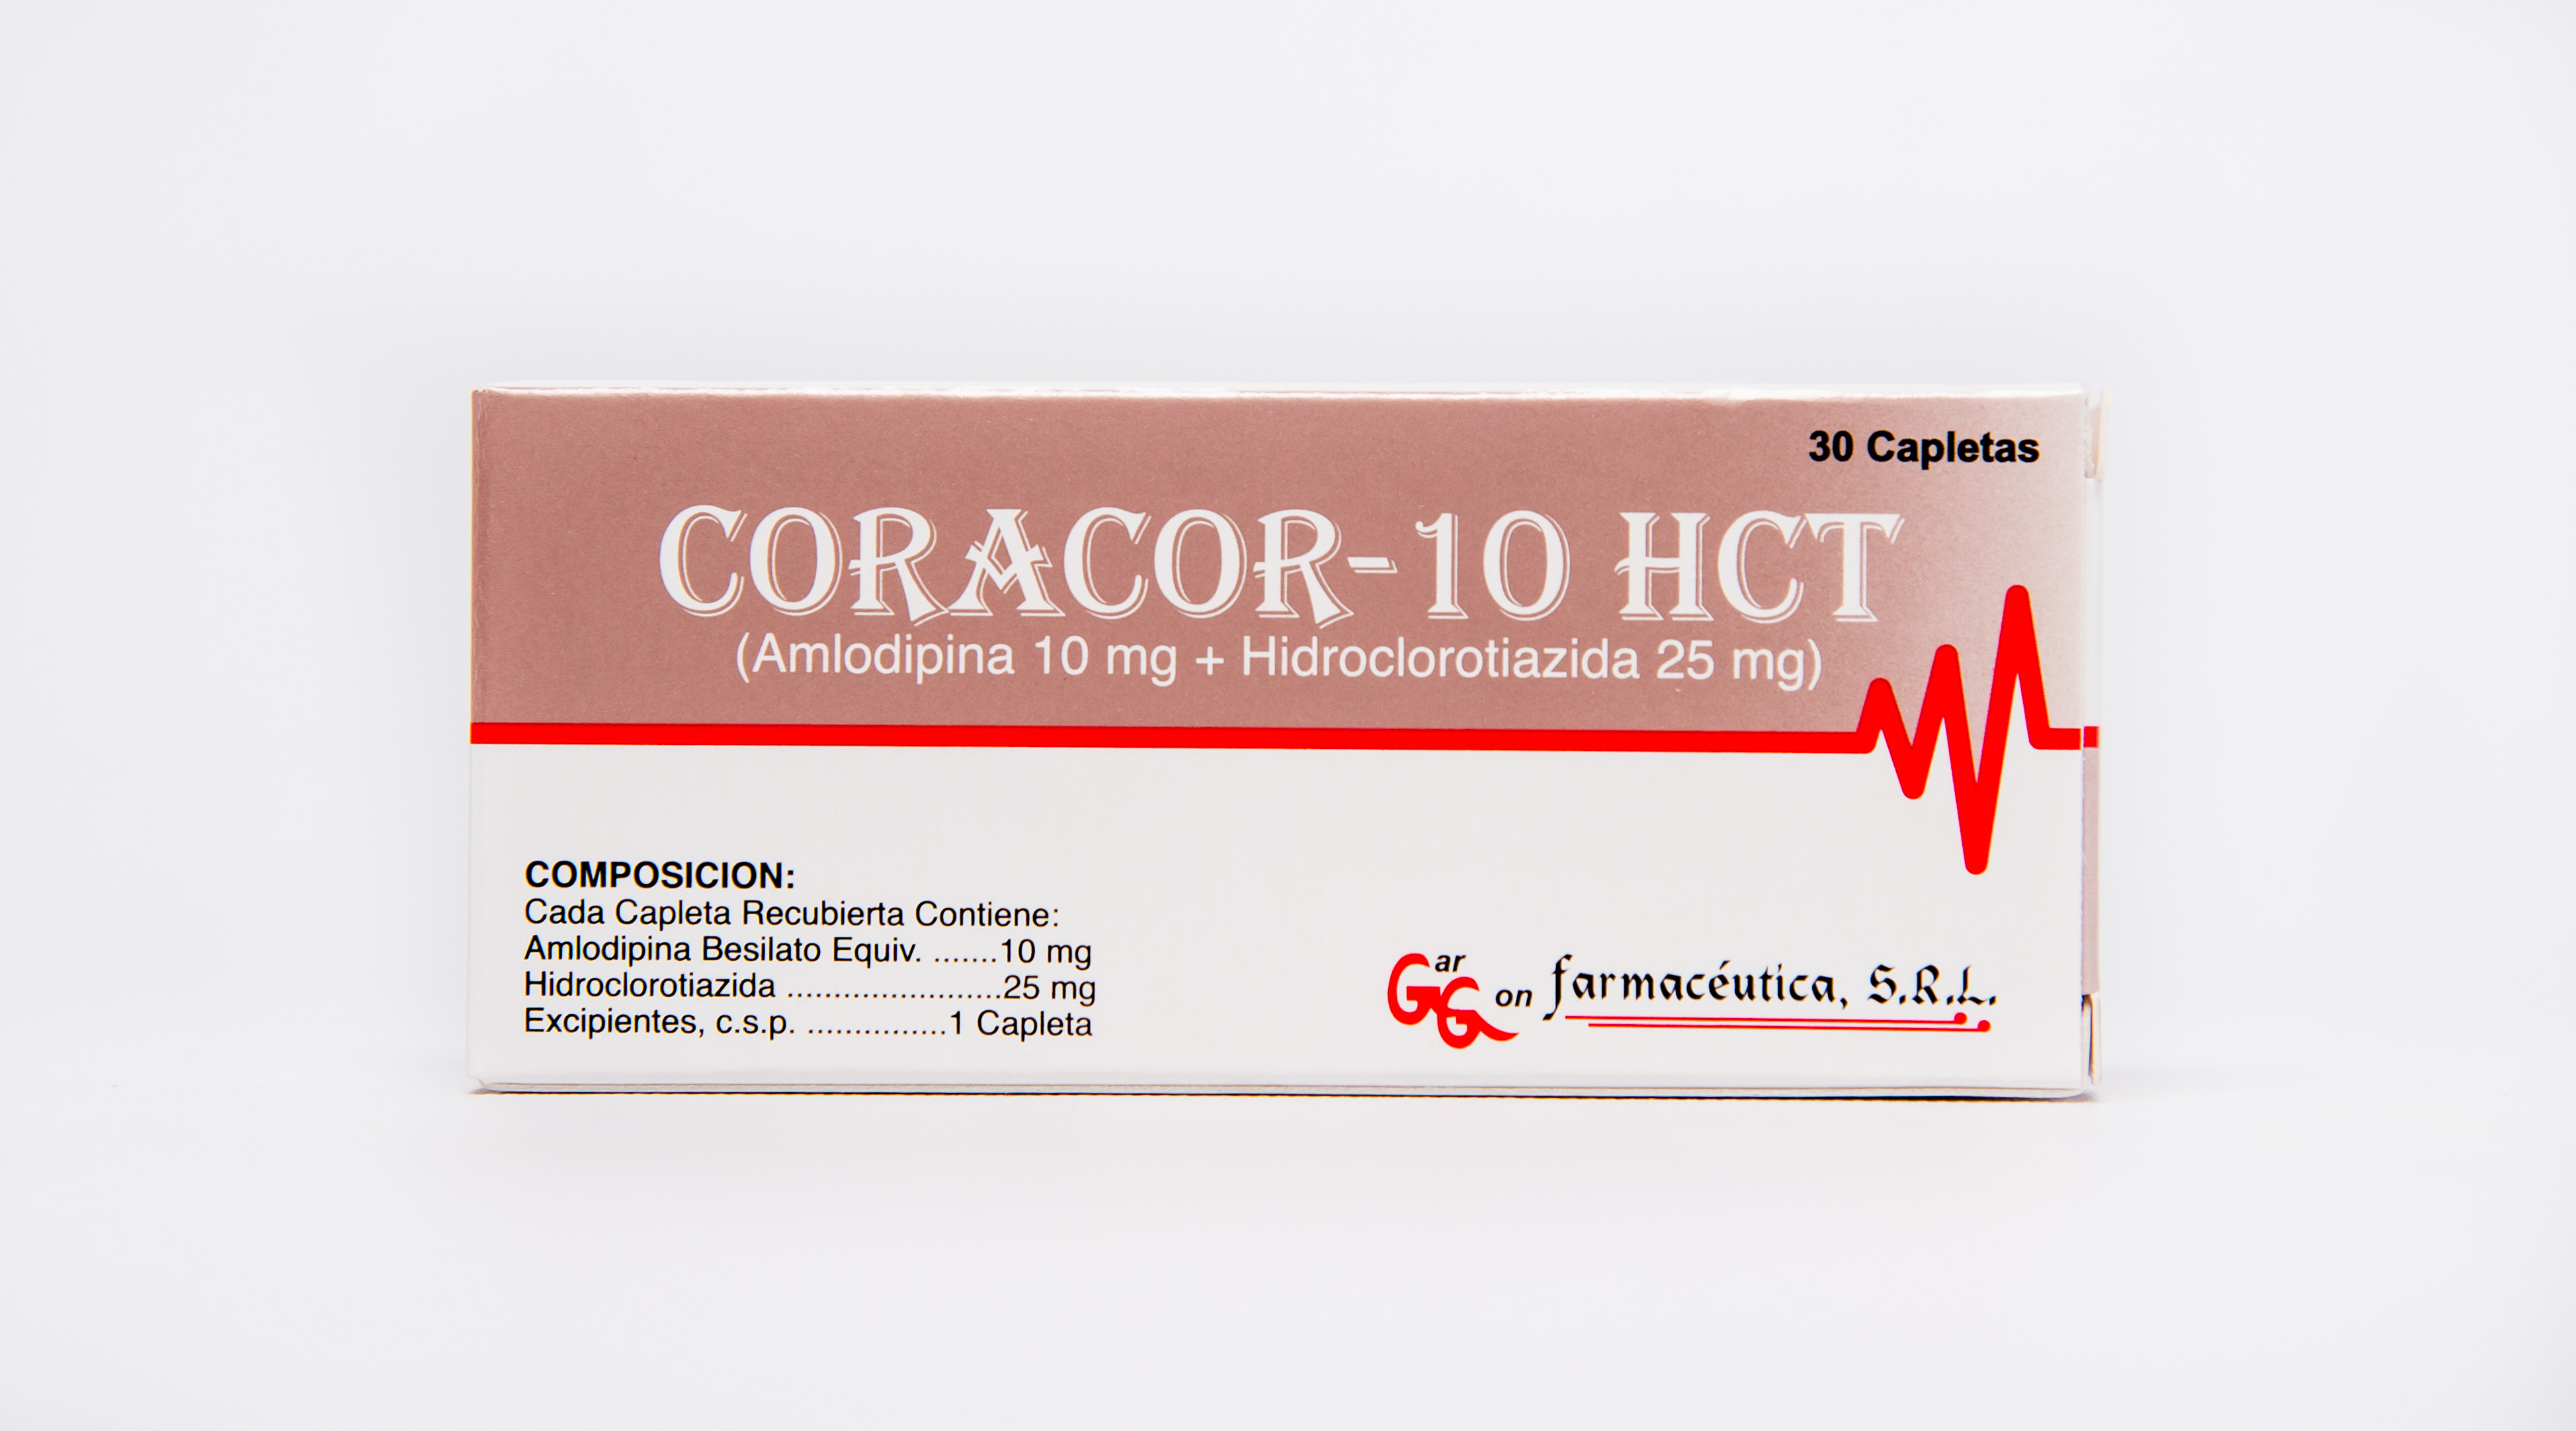 30 Capletas
CORACOR-10 HCT
(Amlodipina 10 mg + Hidroclorotiazida 25 mg)
COMPOSICION:
Cada Capleta Recubierta Contiene:
Amlodipina Besilato Equiv. .......10 mg
Hidroclorotiazida .......................25 mg
Excipientes, c.s.p. ...............1 Capleta
Gar Gon farmacéutica, S.R.L.